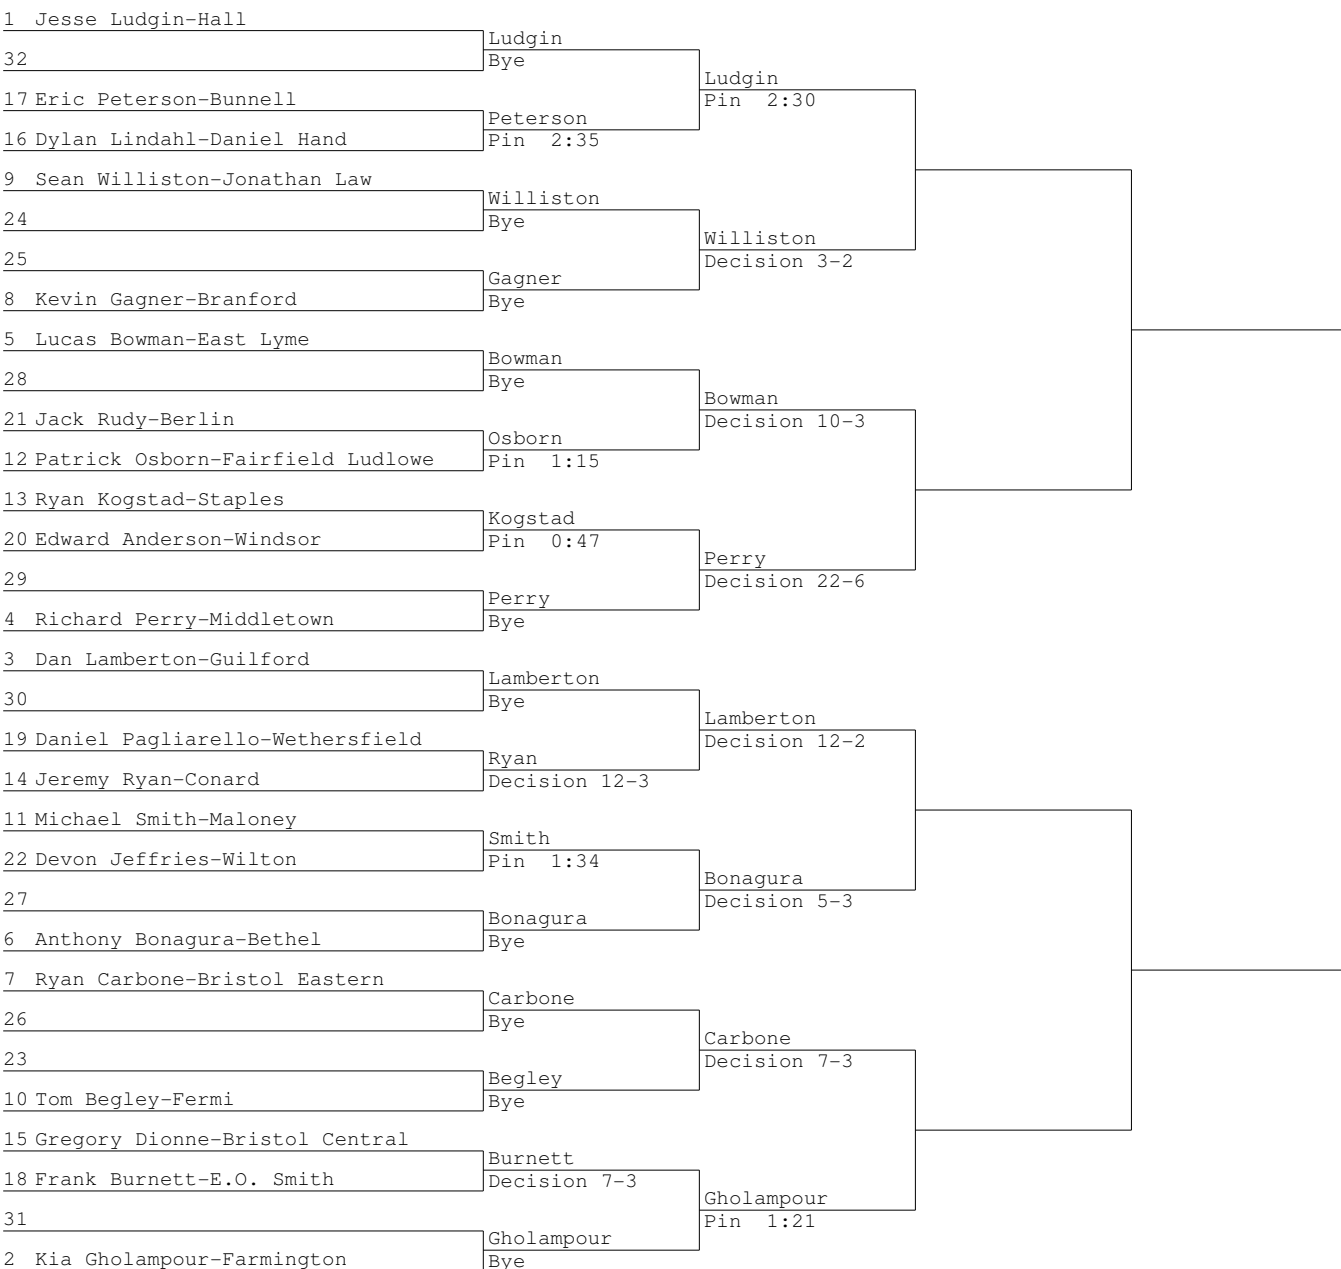 1 Jesse Ludgin-Hall
Ludgin
32
Bye
Ludgin
17 Eric Peterson-Bunnell
Pin 2:30
Peterson
16 Dylan Lindahl-Daniel Hand
Pin 2:35
9 Sean Williston-Jonathan Law
Williston
24
Bye
Williston
25
Decision 3-2
Gagner
8 Kevin Gagner-Branford
Bye
5 Lucas Bowman-East Lyme
Bowman
28
Bye
Bowman
21 Jack Rudy-Berlin
Decision 10-3
Osborn
12 Patrick Osborn-Fairfield Ludlowe
Pin 1:15
13 Ryan Kogstad-Staples
Kogstad
20 Edward Anderson-Windsor
Pin 0:47
Perry
29
Decision 22-6
Perry
4 Richard Perry-Middletown
Bye
3 Dan Lamberton-Guilford
Lamberton
30
Bye
Lamberton
19 Daniel Pagliarello-Wethersfield
Decision 12-2
Ryan
14 Jeremy Ryan-Conard
Decision 12-3
11 Michael Smith-Maloney
Smith
22 Devon Jeffries-Wilton
Pin 1:34
Bonagura
27
Decision 5-3
Bonagura
6 Anthony Bonagura-Bethel
Bye
7 Ryan Carbone-Bristol Eastern
Carbone
26
Bye
Carbone
23
Decision 7-3
Begley
10 Tom Begley-Fermi
Bye
15 Gregory Dionne-Bristol Central
Burnett
18 Frank Burnett-E.O. Smith
Decision 7-3
Gholampour
31
Pin 1:21
Gholampour
2 Kia Gholampour-Farmington
Bye